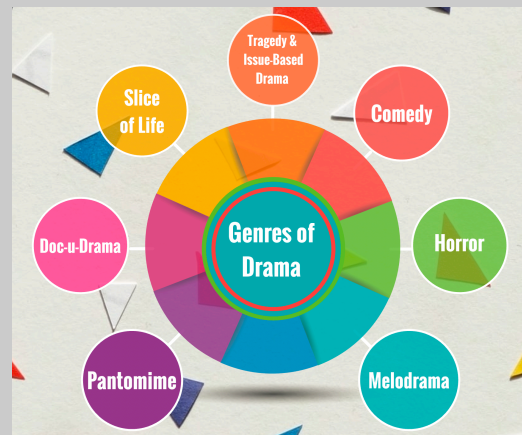 Tragedy &
Issue-Based
Drama
Slice
of Life
Comedy
Doc-u-Drama
Genres of
Drama
Horror
Pantomime
Melodrama